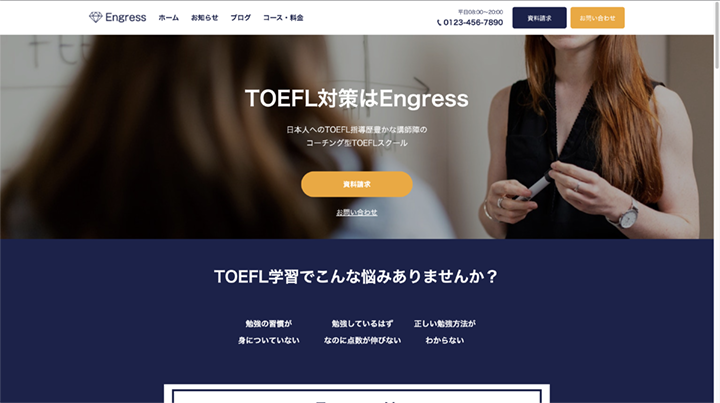 Engress
ホーム
お知らせ
ブログ
コース・料金
平日08:00〜20:00
0123-456-7890
資料請求
お問い合わせ
TOEFL対策はEngress
日本人へのTOEFL指導歴豊かな講師陣の
コーチング型TOEFLスクール
資料請求
お問い合わせ
TOEFL学習でこんな悩みありませんか？
勉強の習慣が
身についていない
勉強しているはず
なのに点数が伸びない
正しい勉強方法が
わからない